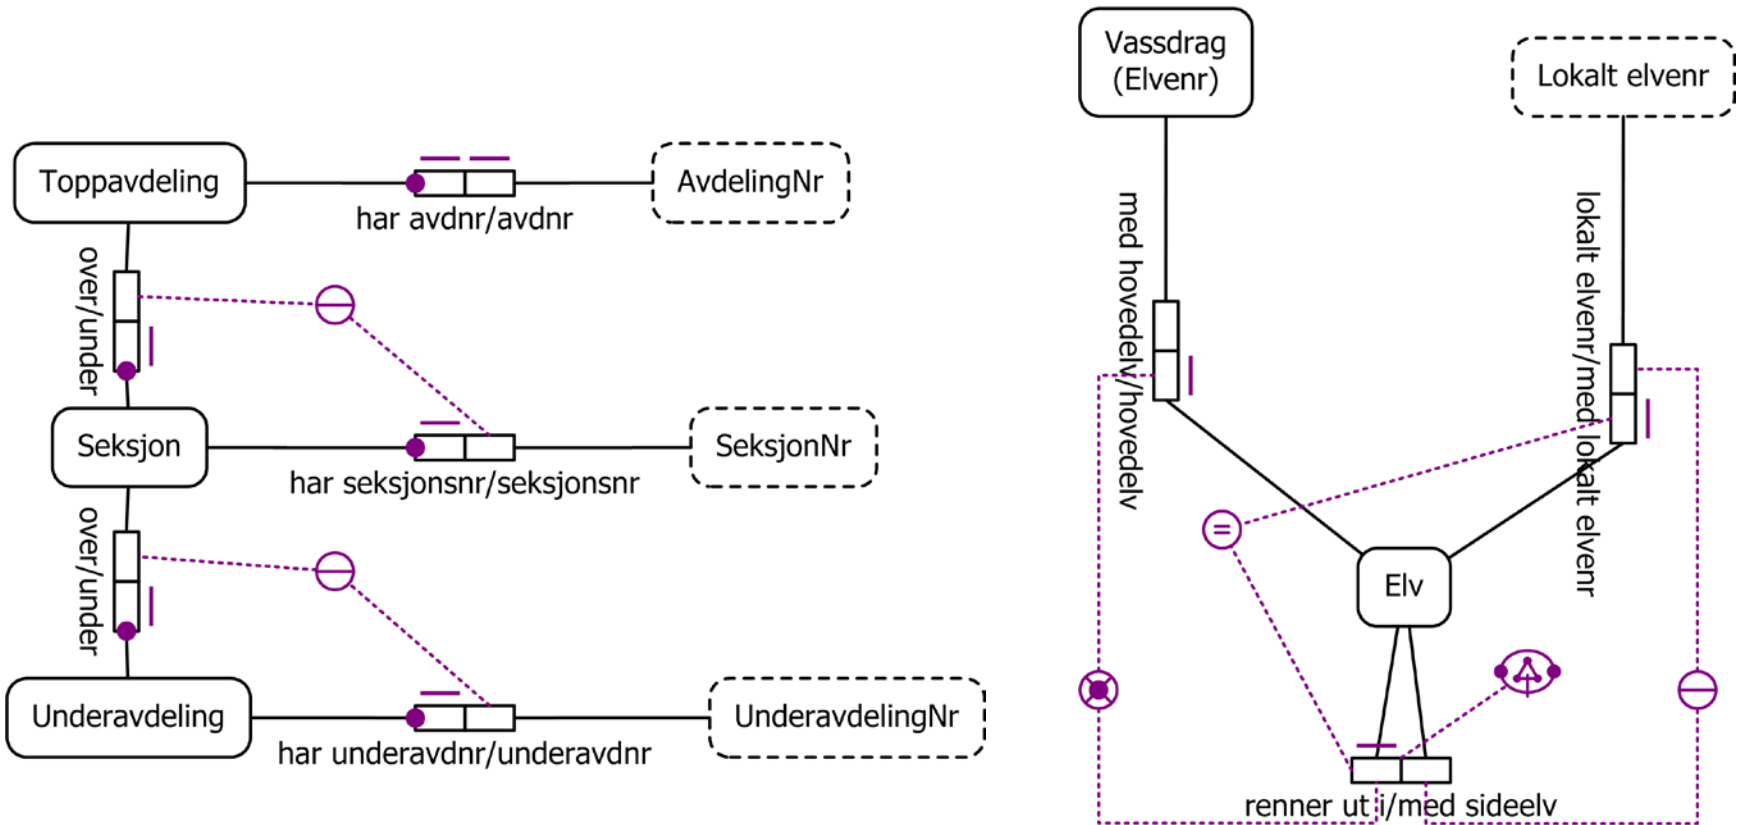 Toppavdeling
har avdnr/avdnr
AvdelingNr
over/under
Seksjon
har seksjonsnr/seksjonsnr
SeksjonNr
over/under
Underavdeling
har underavdnr/underavdnr
UnderavdelingNr
Vassdrag
(Elvenr)
Lokalt elvenr
med hovedelv/hovedelv
lokalt elvenr/med lokalt elvenr
=
Elv
renner ut i/med sideelv